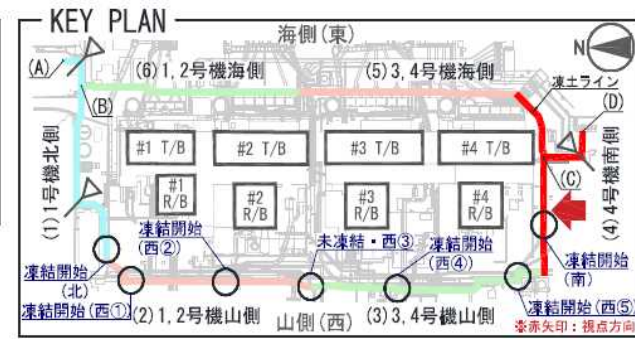 KEY PLAN
海側(東)
N
(A)
(6)1,2号機海側
(5)3,4号機海側
凍土ライン
(D)
(B)
#1 T/B
#2 T/B
#3 T/B
#4 T/B
(1)1号機北側
#1
R/B
#2
R/B
#3
R/B
#4
R/B
(C)
(4)4号機南側
凍結開始
(西②)
未凍結・西③
凍結開始
(西④)
凍結開始
(北)
凍結開始
(南)
凍結開始(西①)
(2)1,2号機山側
山側(西)
(3)3,4号機山側
凍結開始(西⑤)
※赤矢印：視点方向